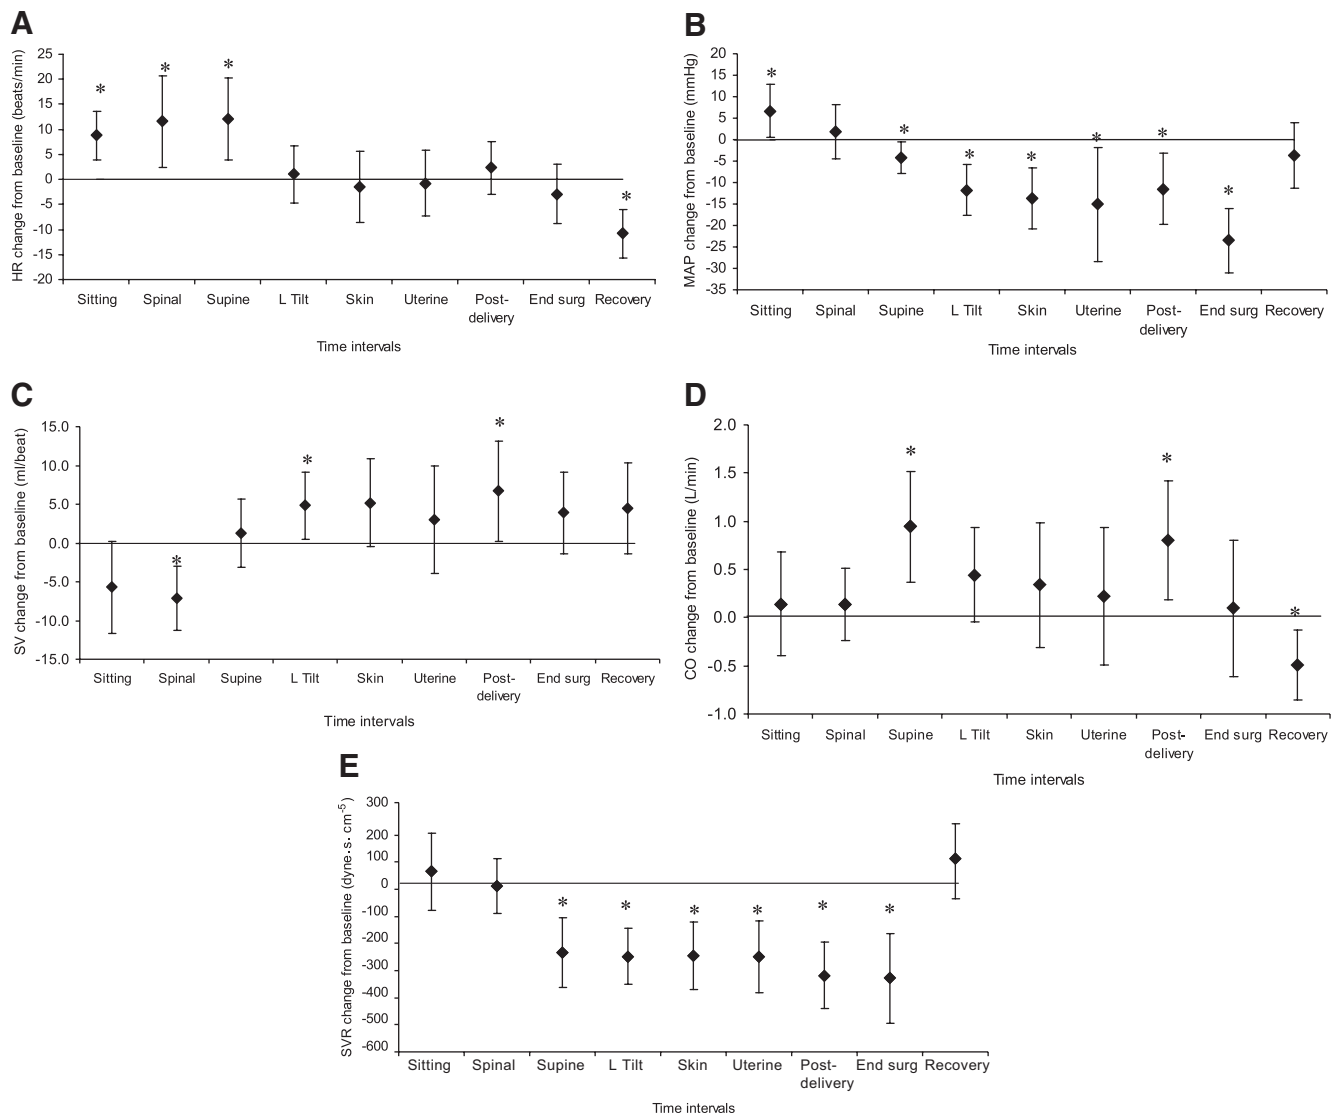 A
HR change from baseline (beats/min)
25
20
15
10
5
0
-5
-10
-15
-20
* * * *
Sitting Spinal Supine L Tilt Skin Uterine Post-delivery End surg Recovery
Time intervals
B
MAP change from baseline (mmHg)
20
15
10
5
0
-5
-10
-15
-20
-25
-30
-35
* * * * * * *
Sitting Spinal Supine L Tilt Skin Uterine Post-delivery End surg Recovery
Time intervals
C
SV change from baseline (ml/beat)
15.0
10.0
5.0
0.0
-5.0
-10.0
-15.0
* * *
Sitting Spinal Supine L Tilt Skin Uterine Post-delivery End surg Recovery
Time intervals
D
CO change from baseline (L/min)
2.0
1.5
1.0
0.5
0.0
-0.5
-1.0
* * *
Sitting Spinal Supine L Tilt Skin Uterine Post-delivery End surg Recovery
Time intervals
E
SVR change from baseline (dyne·s·cm-5)
300
200
100
0
-100
-200
-300
-400
-500
-600
* * * * * *
Sitting Spinal Supine L Tilt Skin Uterine Post-delivery End surg Recovery
Time intervals